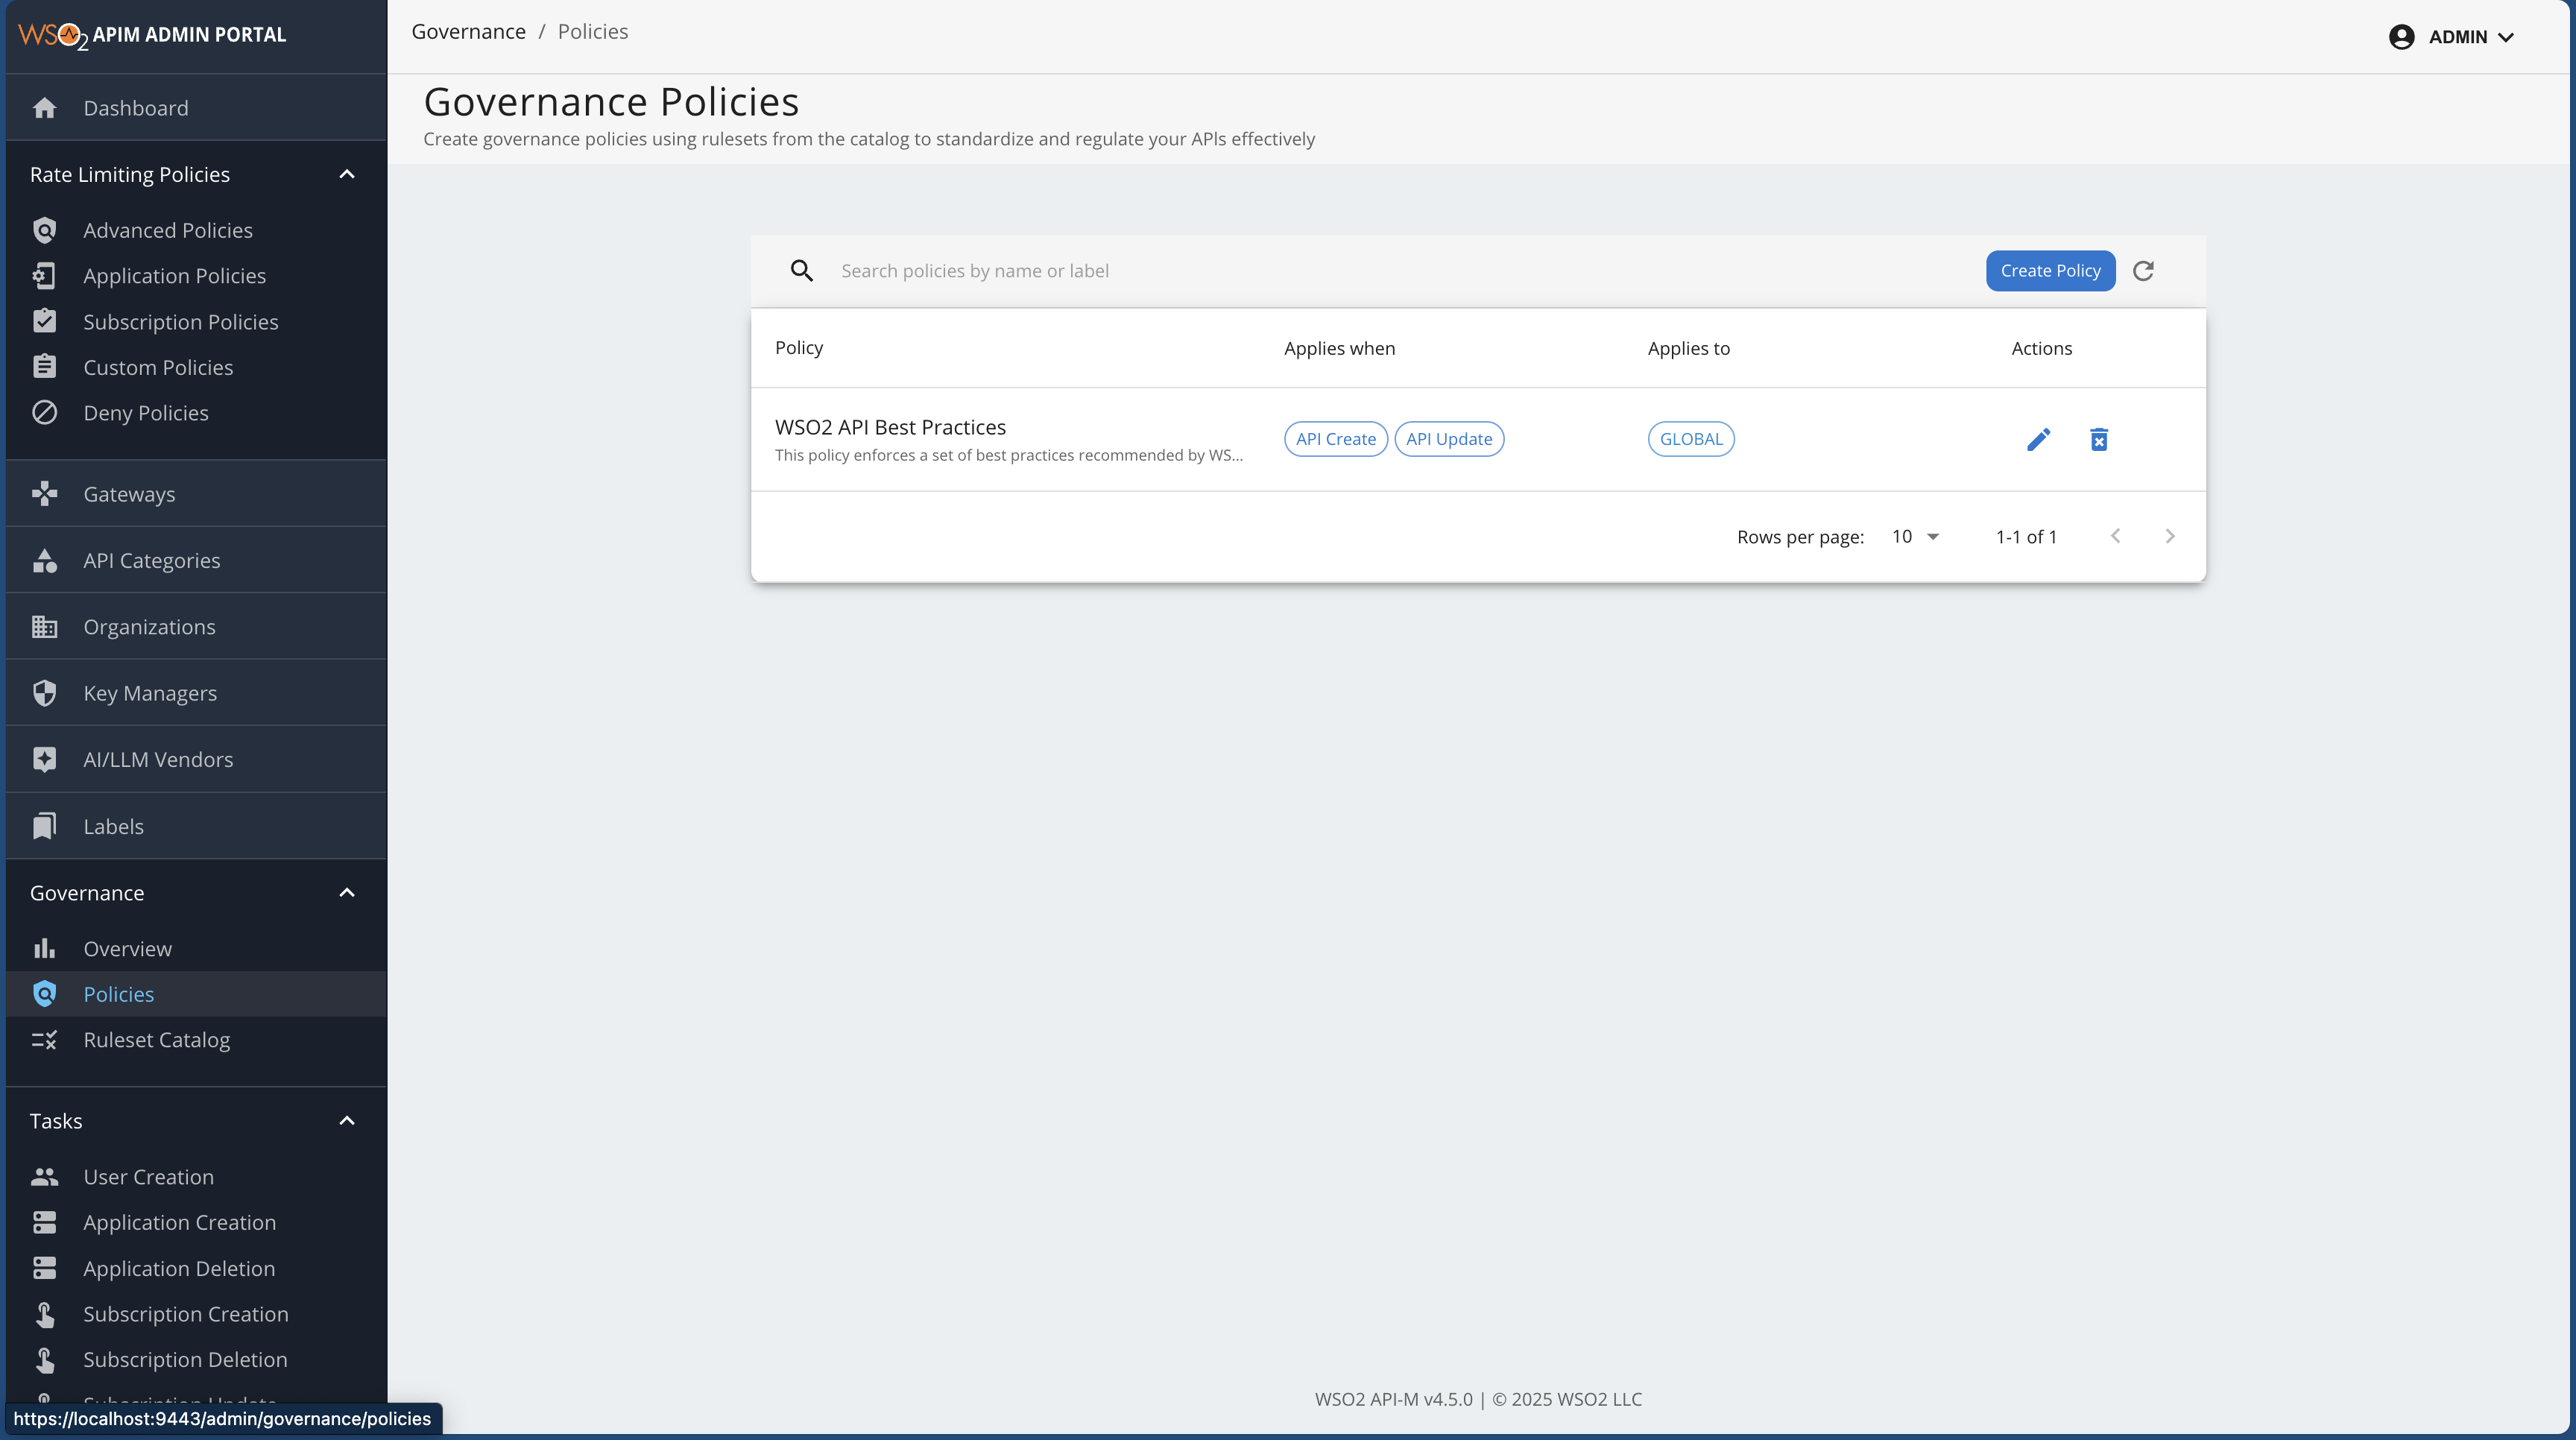 WSO2 APIM ADMIN PORTAL
Governance / Policies
ADMIN
Dashboard
Rate Limiting Policies
Advanced Policies
Application Policies
Subscription Policies
Custom Policies
Deny Policies
Gateways
API Categories
Organizations
Key Managers
AI/LLM Vendors
Labels
Governance
Overview
Policies
Ruleset Catalog
Tasks
User Creation
Application Creation
Application Deletion
Subscription Creation
Subscription Deletion
https://localhost:9443/admin/governance/policies
Governance Policies
Create governance policies using rulesets from the catalog to standardize and regulate your APIs effectively
Search policies by name or label
Create Policy
Policy Applies when Applies to Actions
WSO2 API Best Practices
This policy enforces a set of best practices recommended by WS...
API Create API Update GLOBAL
Rows per page: 10 1-1 of 1
WSO2 API-M v4.5.0 | © 2025 WSO2 LLC